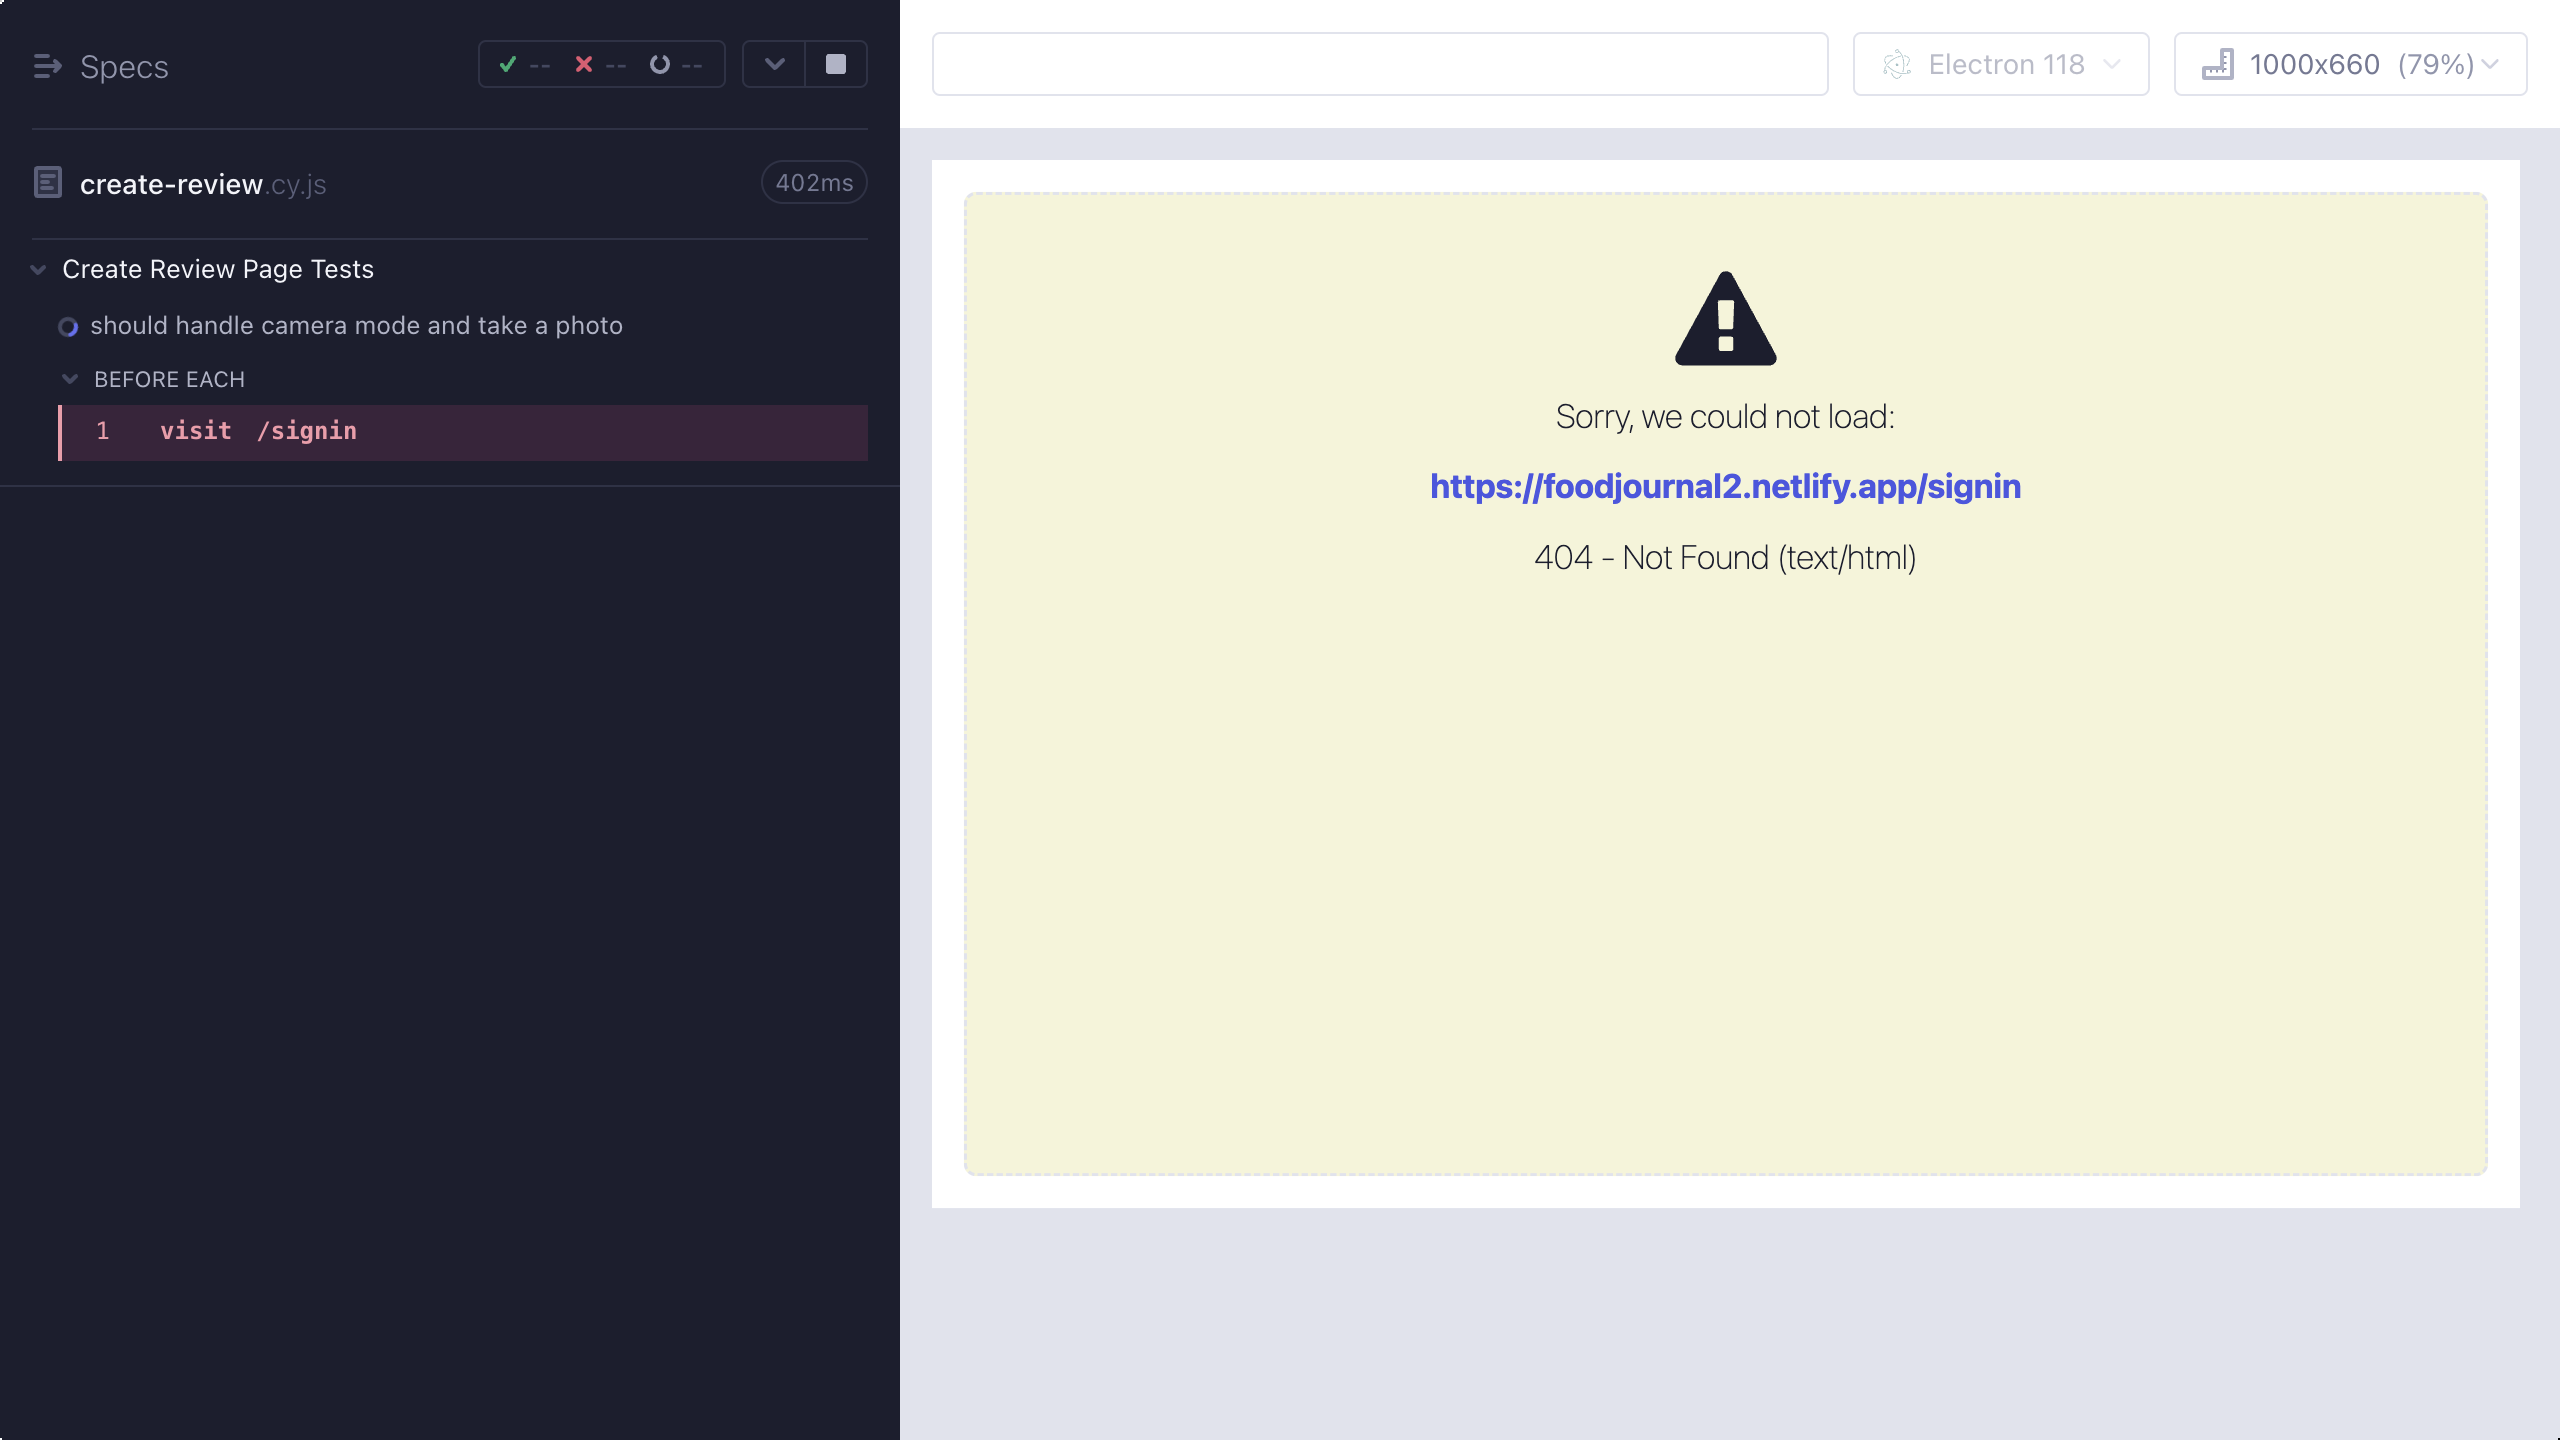 Specs
-- -- --
create-review.cy.js
402ms
Create Review Page Tests
should handle camera mode and take a photo
BEFORE EACH
1 visit /signin
Electron 118
1000x660 (79%)
Sorry, we could not load:
https://foodjournal2.netlify.app/signin
404 - Not Found (text/html)